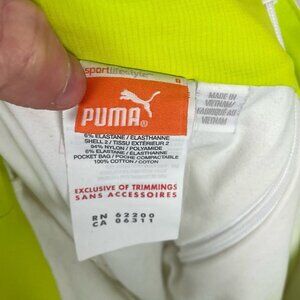 sportlifestyle
PUMA®
6% ELASTANE / ELASTHANNE
SHELL 2 / TISSU EXTÉRIEUR 2
94% NYLON / POLYAMIDE
6% ELASTANE / ELASTHANNE
POCKET BAG / POCHE COMPACTABLE
100% COTTON / COTON
EXCLUSIVE OF TRIMMINGS
SANS ACCESSOIRES
RN 62200
CA 06311
MADE IN
VIETNAM
FABRIQUÉ AU
VIETNAM